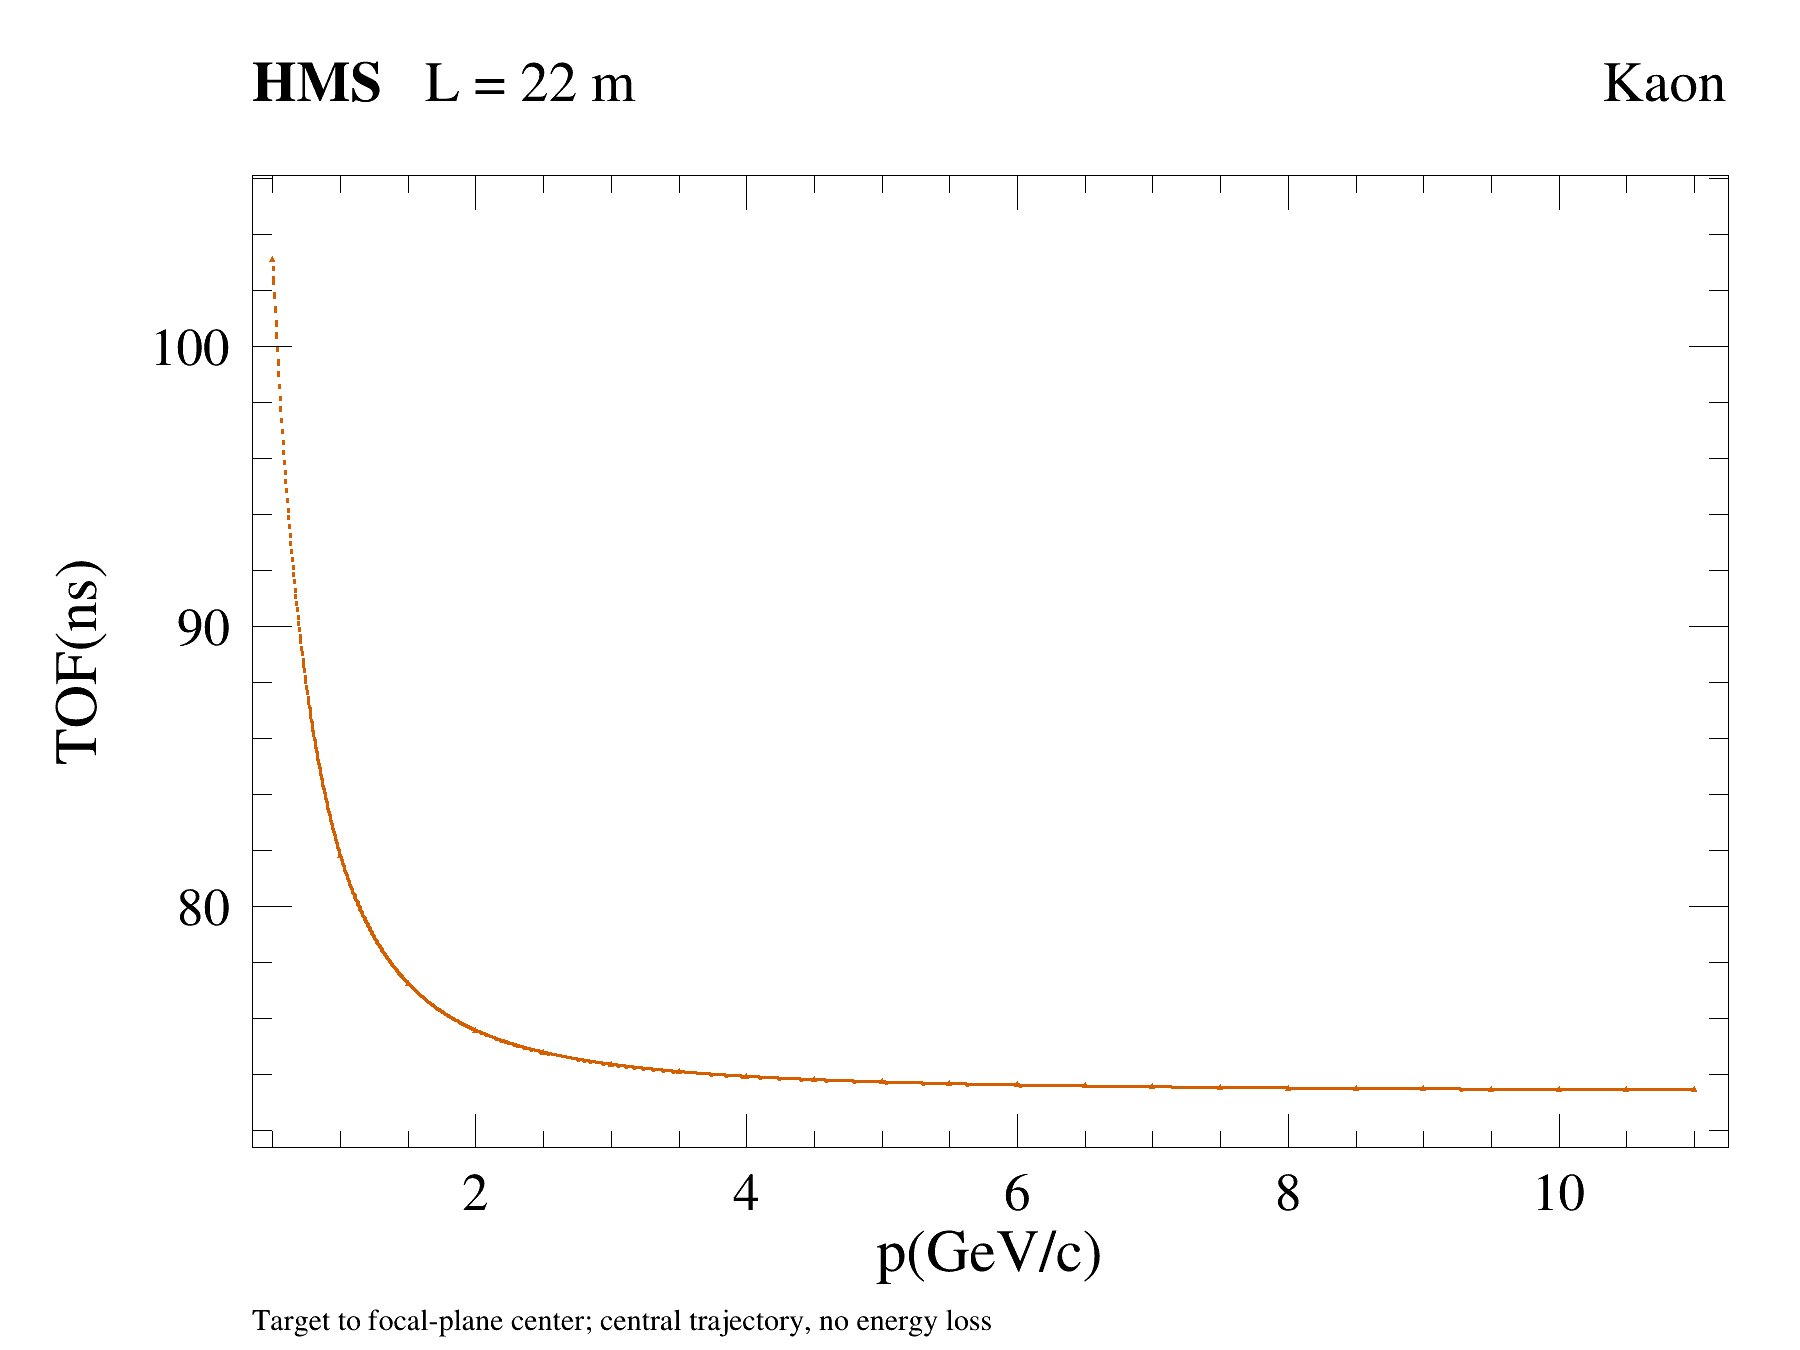 HMS L = 22 m
Kaon
100
90
80
TOF(ns)
2 4 6 8 10
p(GeV/c)
Target to focal-plane center; central trajectory, no energy loss